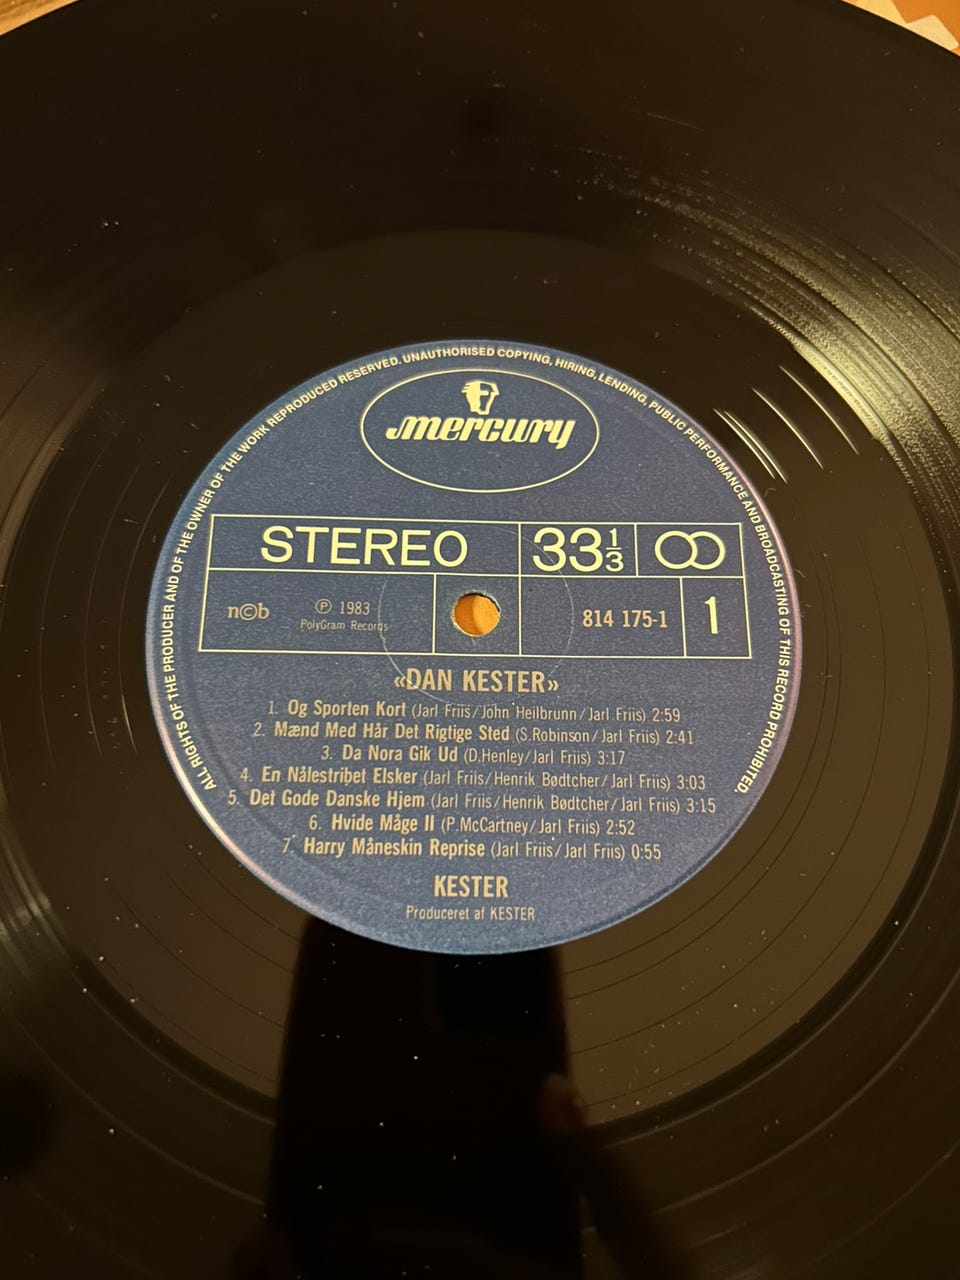 ALL RIGHTS OF THE PRODUCER AND OF THE OWNER OF THE WORK REPRODUCED RESERVED. UNAUTHORISED COPYING, HIRING, LENDING, PUBLIC PERFORMANCE AND BROADCASTING OF THIS RECORD PROHIBITED.
mercury
STEREO 33 1/3
n©b ℗ 1983 814 175-1 1
PolyGram Records
«DAN KESTER»
1. Og Sporten Kort (Jarl Friis/John Heilbrunn/Jarl Friis) 2:59
2. Mænd Med Hår Det Rigtige Sted (S.Robinson/Jarl Friis) 2:41
3. Da Nora Gik Ud (D.Henley/Jarl Friis) 3:17
4. En Nålestribet Elsker (Jarl Friis/Henrik Bødtcher/Jarl Friis) 3:03
5. Det Gode Danske Hjem (Jarl Friis/Henrik Bødtcher/Jarl Friis) 3:15
6. Hvide Måge II (P.McCartney/Jarl Friis) 2:52
7. Harry Måneskin Reprise (Jarl Friis/Jarl Friis) 0:55
KESTER
Produceret af KESTER